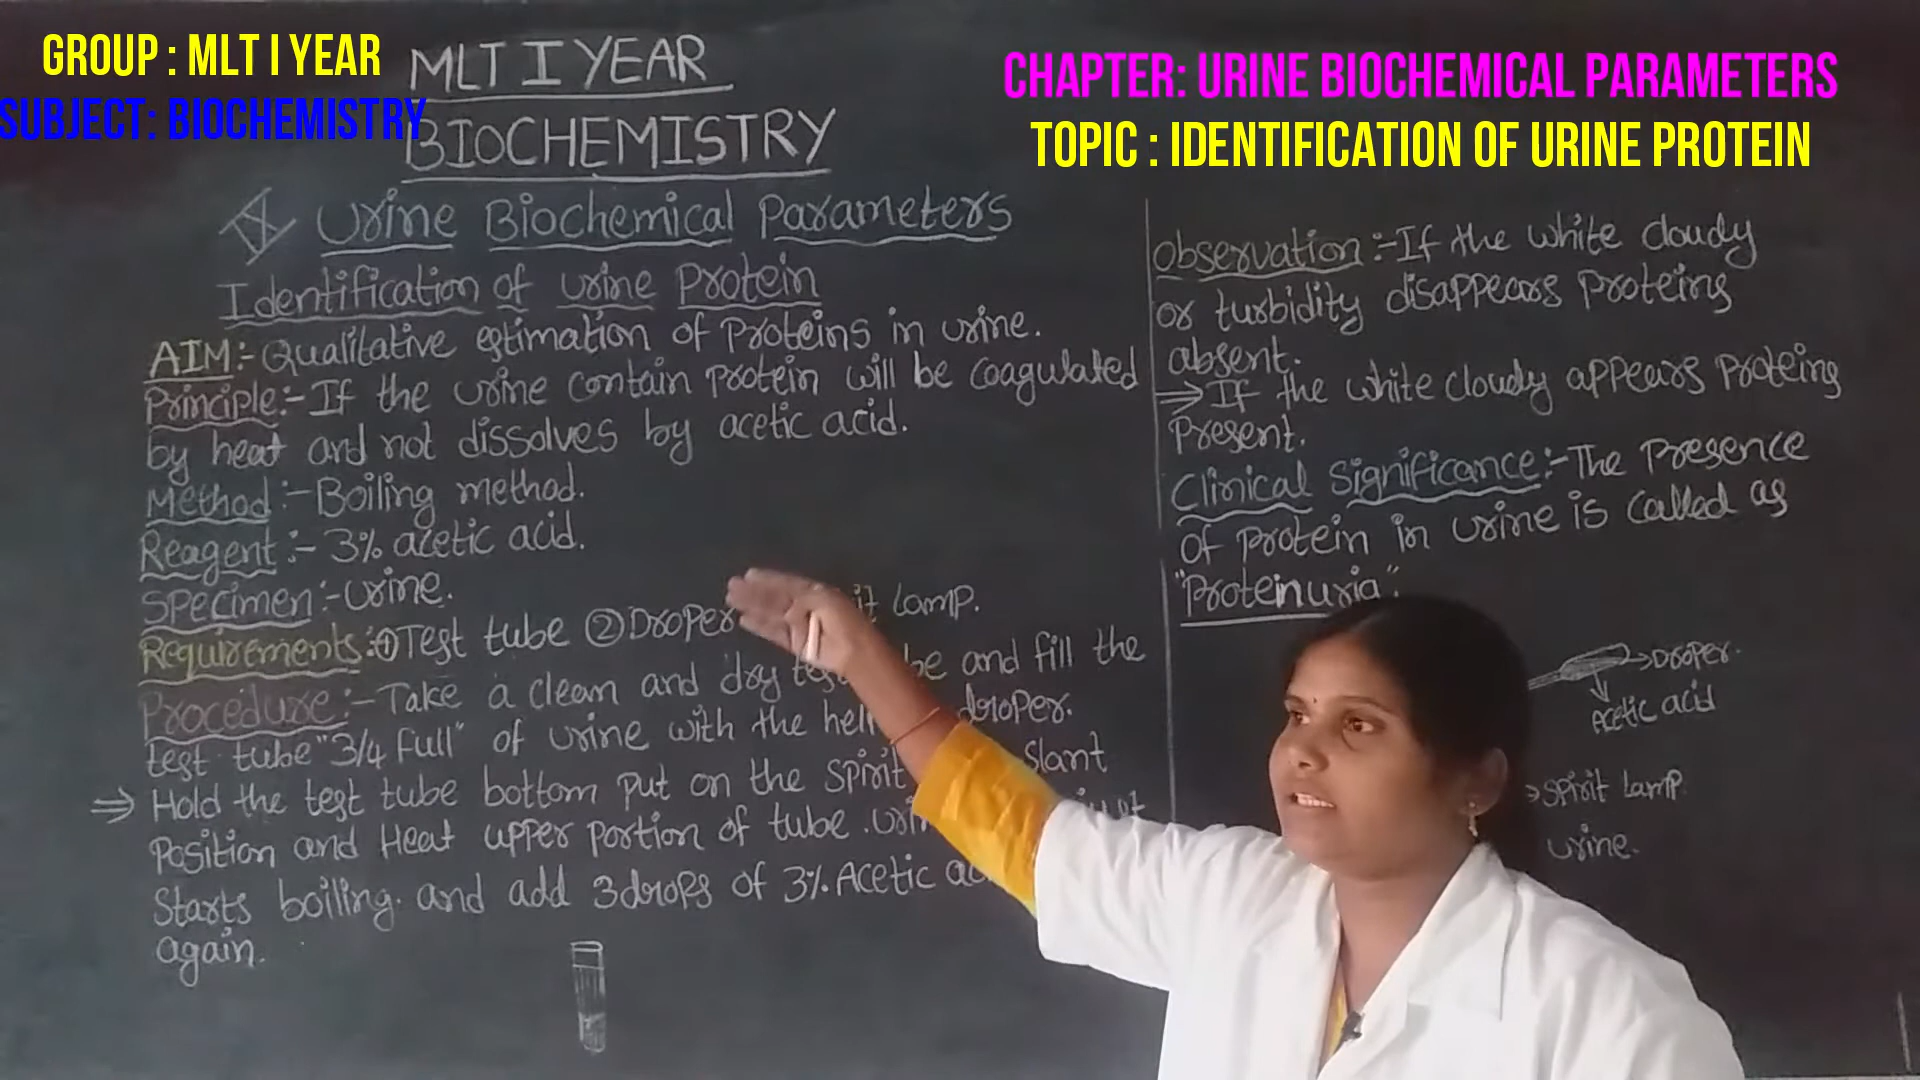 GROUP : MLT I YEAR
SUBJECT: BIOCHEMISTRY
CHAPTER: URINE BIOCHEMICAL PARAMETERS
TOPIC : IDENTIFICATION OF URINE PROTEIN
MLT I YEAR
BIOCHEMISTRY
Urine Biochemical Parameters
Identification of urine Protein
AIM:- Qualitative estimation of Proteins in urine.
Principle:- If the urine contain Protein will be coagulated
by heat and not dissolves by acetic acid.
Method:- Boiling method.
Reagent:- 3% acetic acid.
Specimen:- urine.
Requirements:- ① Test tube ② Droper lamp.
Procedure:- Take a clean and dry and fill the
test tube "3/4 full" of urine with the droper.
⇒ Hold the test tube bottom put on the spirit slant
Position and Heat upper portion of tube.
Starts boiling. and add 3 drops of 3% Acetic
again.
Observation:- If the white cloudy
or turbidity disappears proteins
absent.
⇒ If the white cloudy appears Proteins
Present.
Clinical Significance:- The Presence
of protein in urine is called as
"Proteinuria".
→ Droper.
Acetic acid
→ Spirit lamp.
urine.